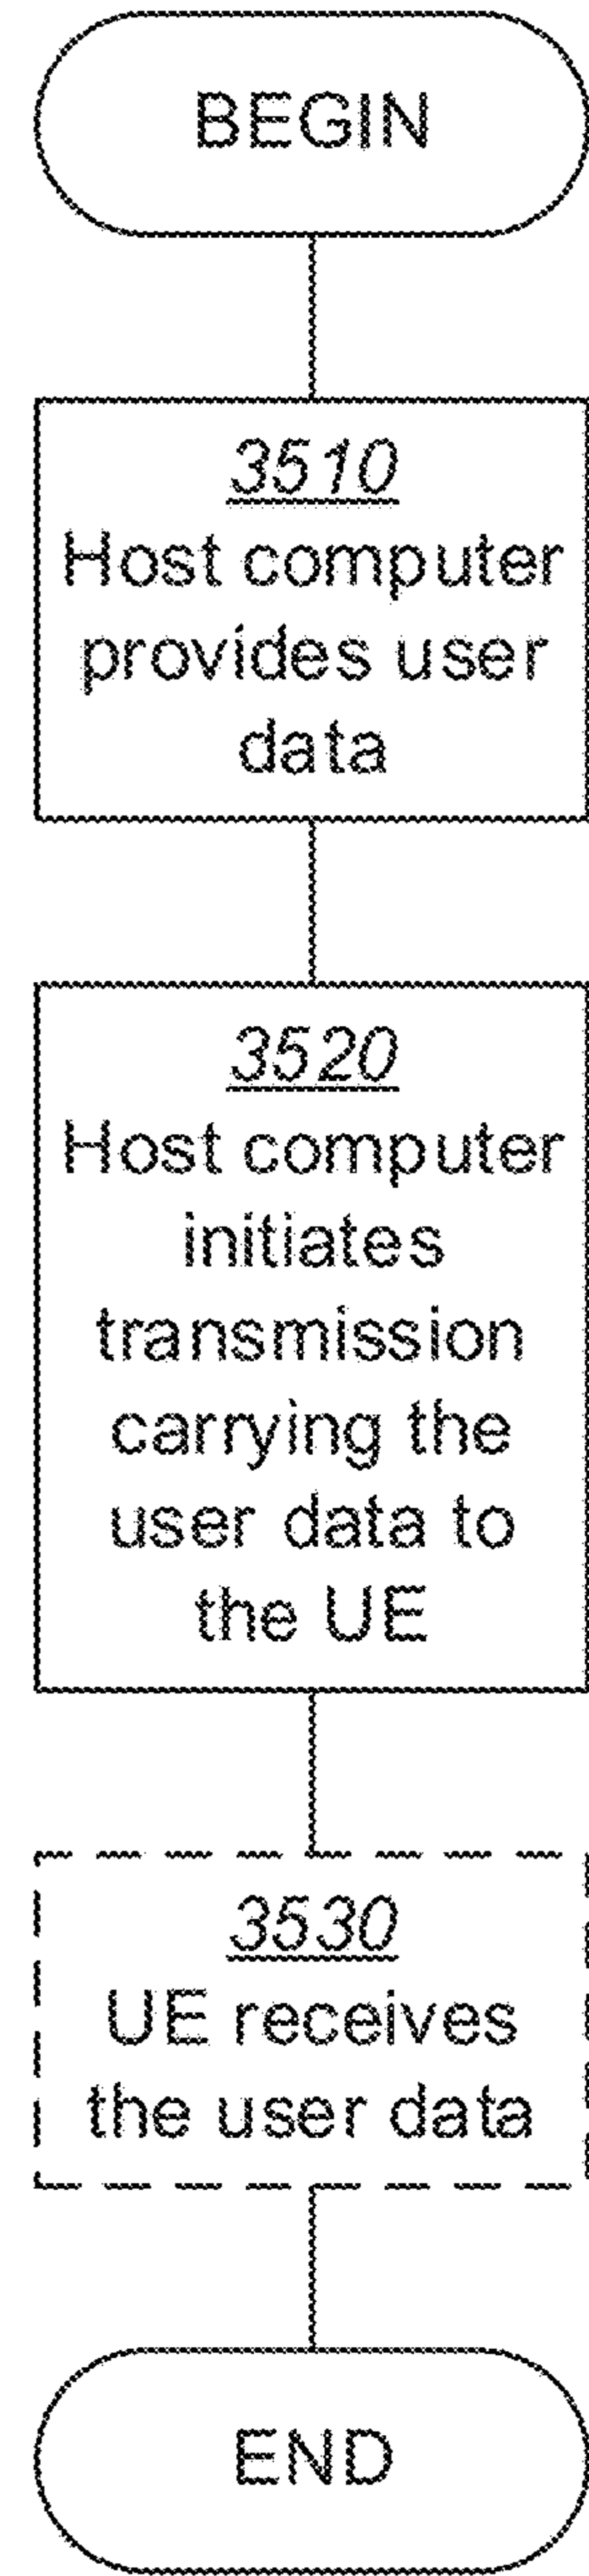 BEGIN
3510
Host computer
provides user
data
3520
Host computer
initiates
transmission
carrying the
user data to
the UE
3530
UE receives
the user data
END